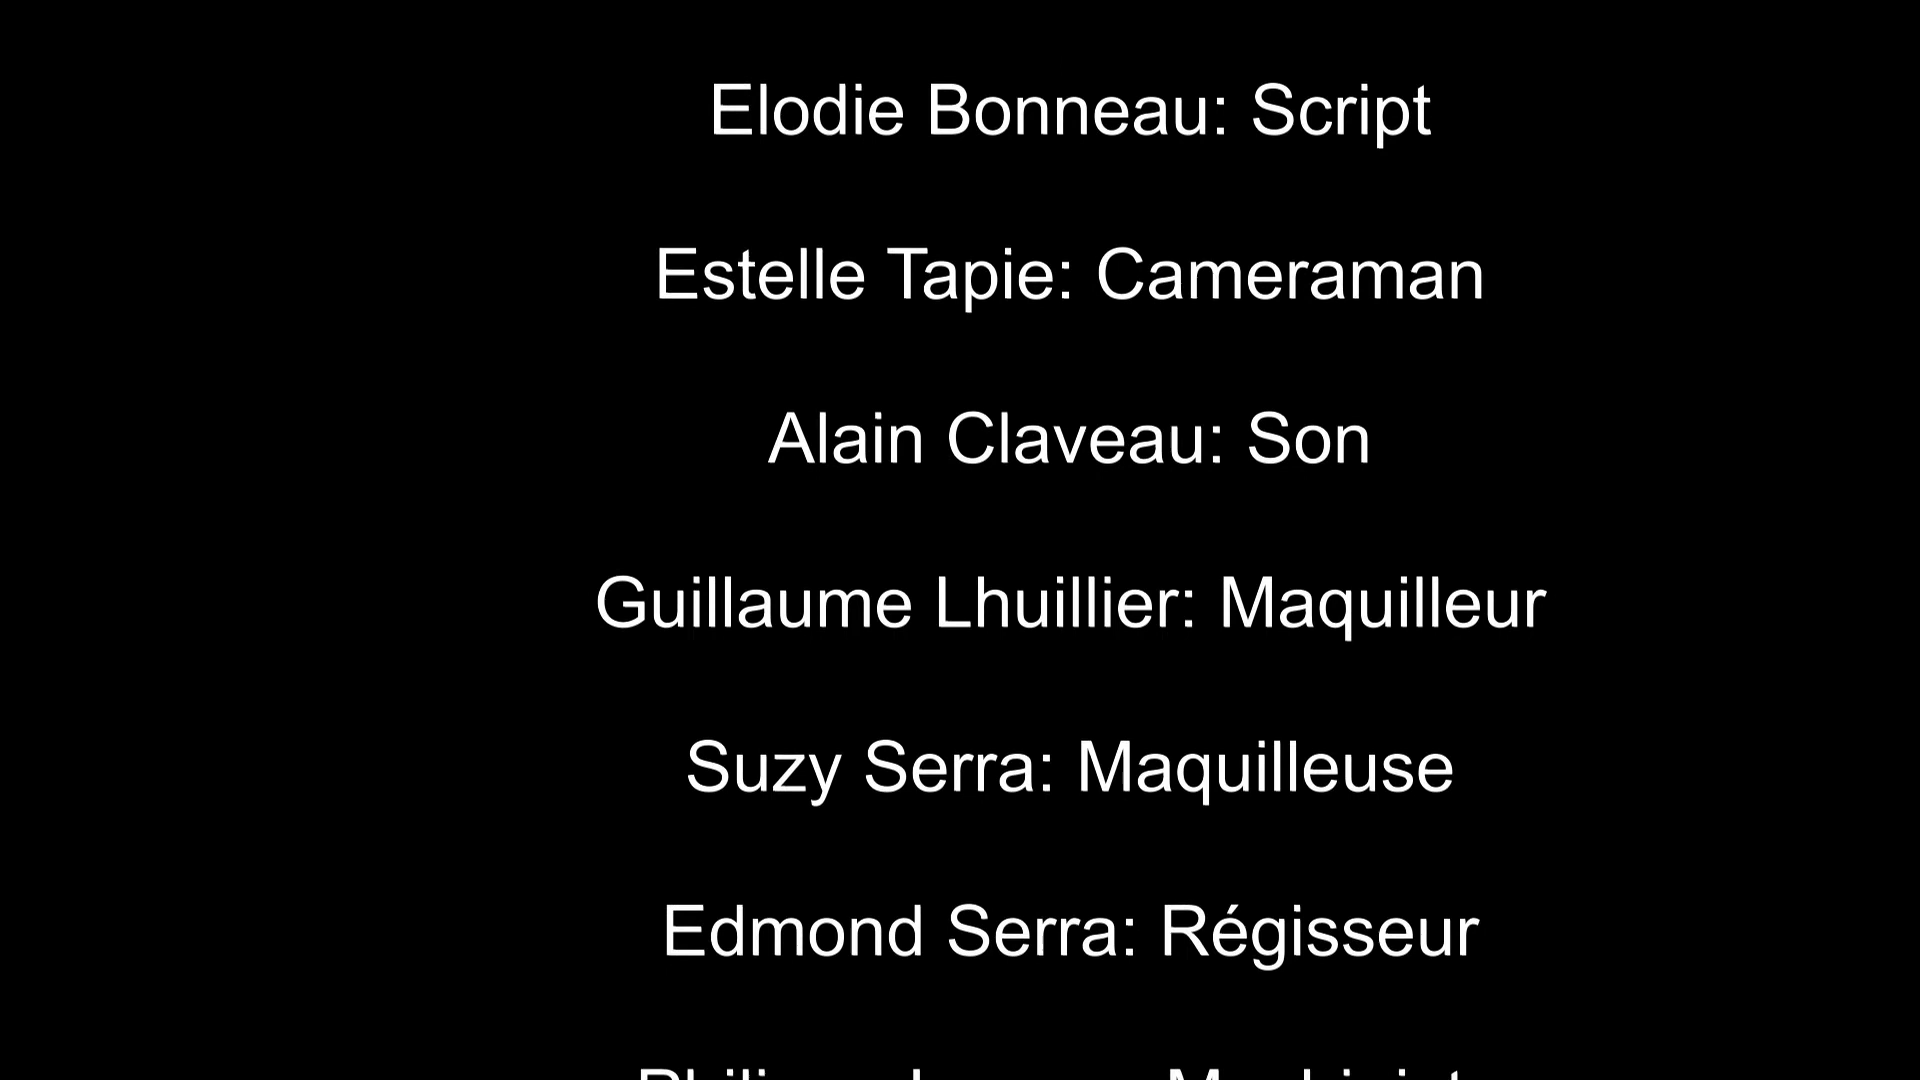 Elodie Bonneau: Script
Estelle Tapie: Cameraman
Alain Claveau: Son
Guillaume Lhuillier: Maquilleur
Suzy Serra: Maquilleuse
Edmond Serra: Régisseur